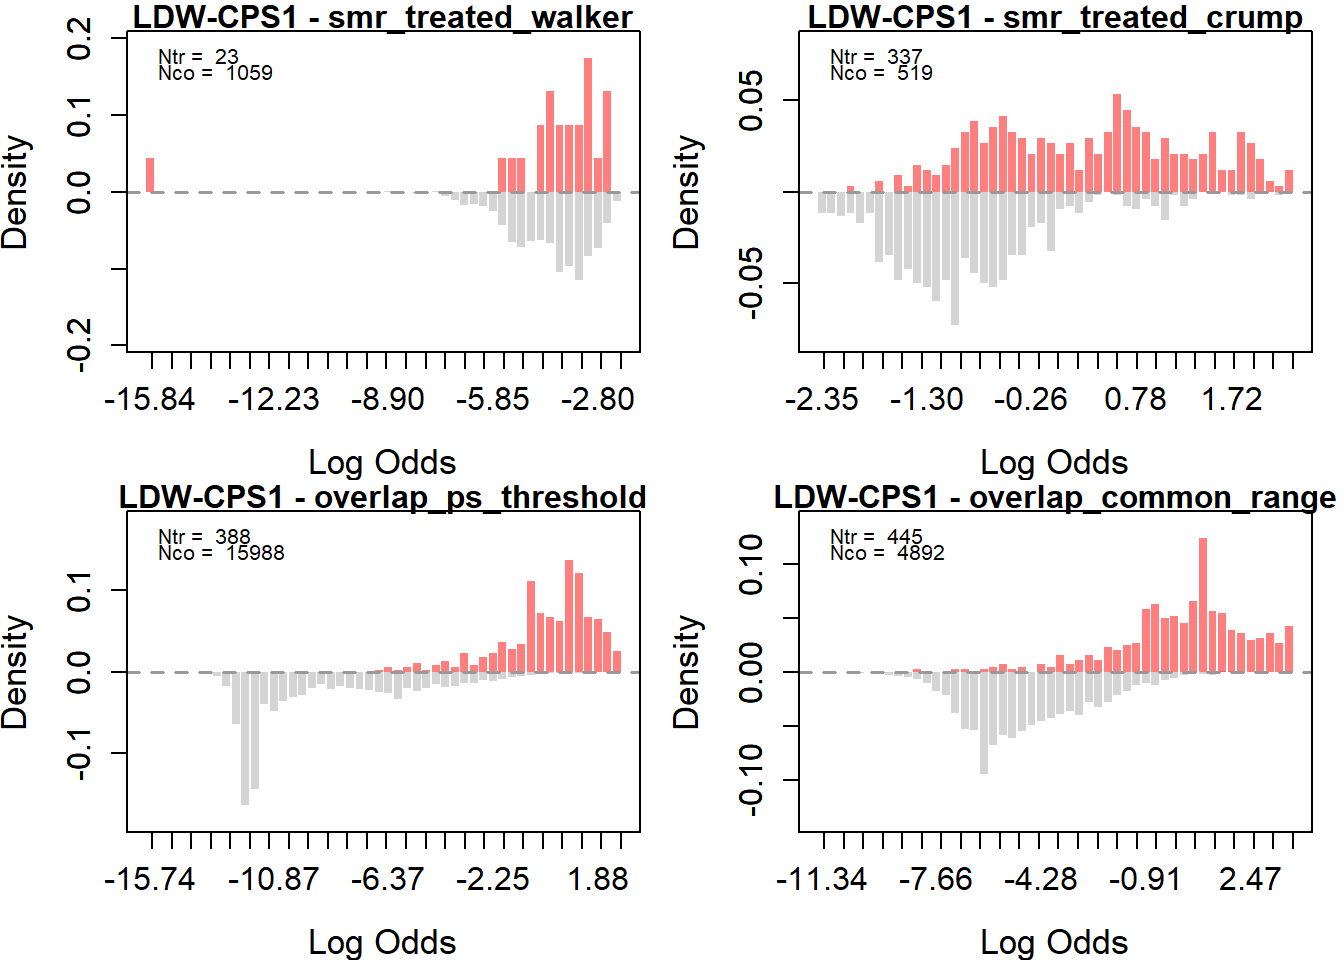 LDW-CPS1 - smr_treated_walker
Ntr =  23
Nco =  1059
Density
0.2
0.1
0.0
-0.2
-15.84
-12.23
-8.90
-5.85
-2.80
Log Odds
LDW-CPS1 - smr_treated_crump
Ntr =  337
Nco =  519
Density
0.05
-0.05
-2.35
-1.30
-0.26
0.78
1.72
Log Odds
LDW-CPS1 - overlap_ps_threshold
Ntr =  388
Nco =  15988
Density
0.1
0.0
-0.1
-15.74
-10.87
-6.37
-2.25
1.88
Log Odds
LDW-CPS1 - overlap_common_range
Ntr =  445
Nco =  4892
Density
0.10
0.00
-0.10
-11.34
-7.66
-4.28
-0.91
2.47
Log Odds